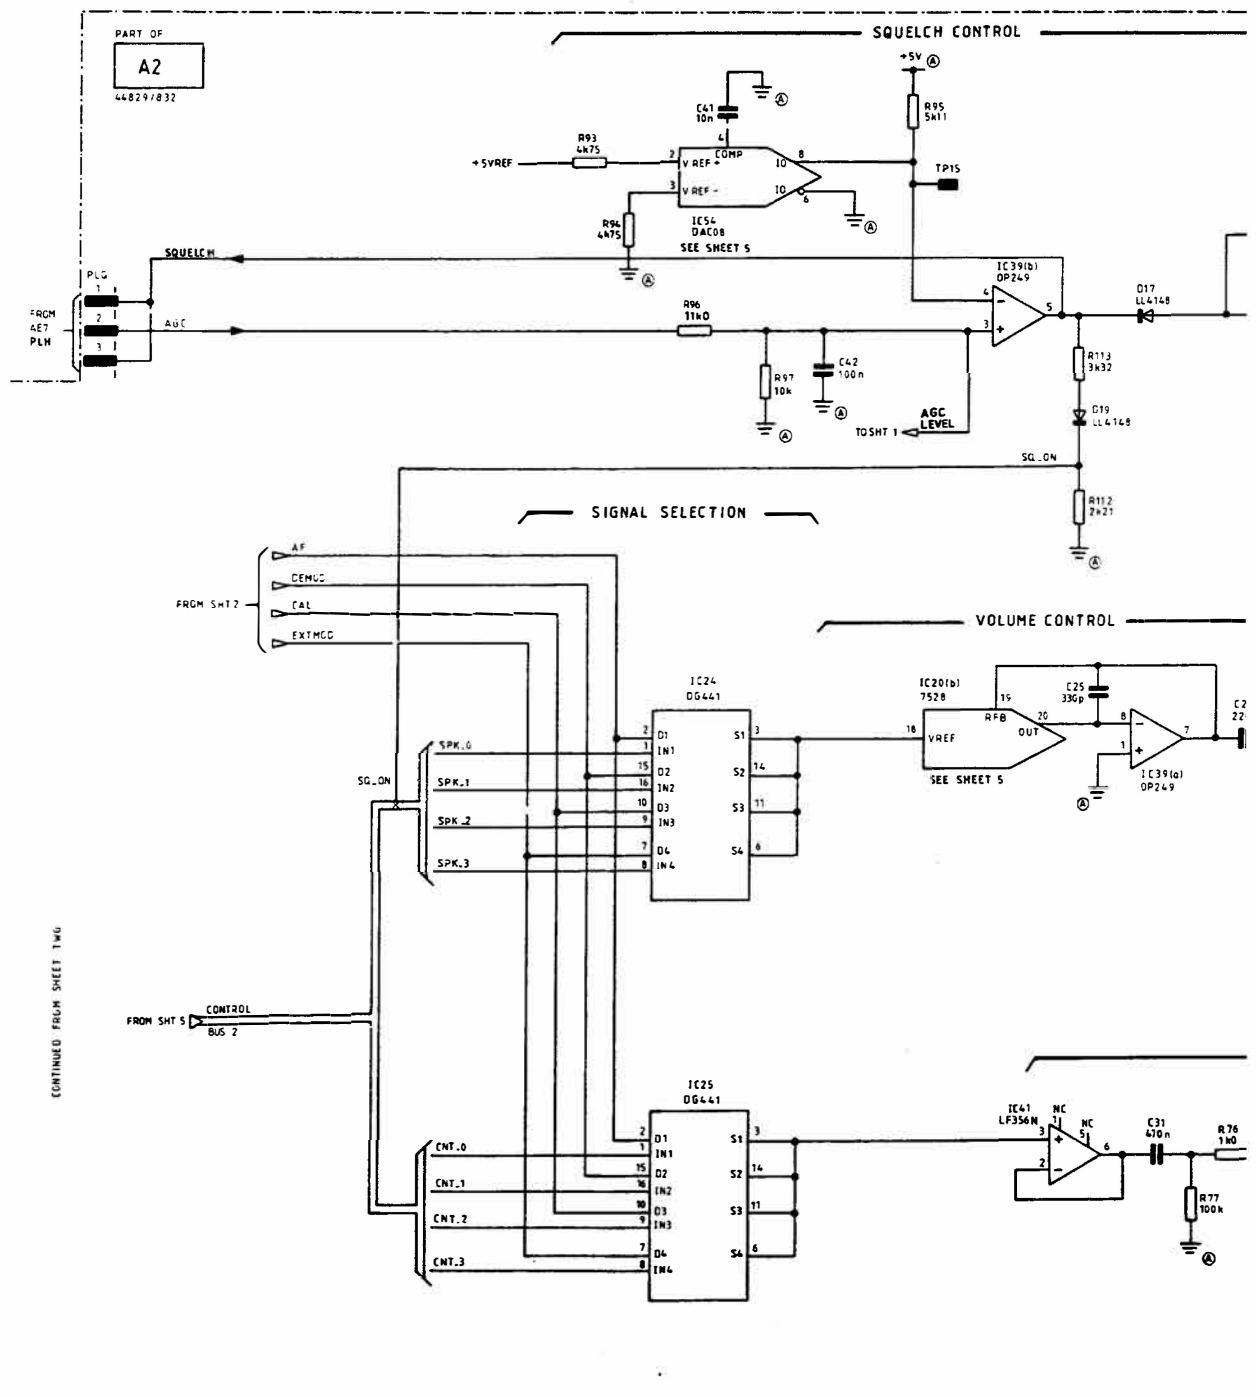 PART OF
A2
44829/832
SQUELCH CONTROL
+5V
A
R95
5k11
C41
10n
A
4
COMP
R93
4k75
+5VREF
2
V REF +
IO
8
TP15
3
V REF -
IO
6
A
R94
4k75
IC54
DAC08
SEE SHEET 5
A
SQUELCH
PLG
1
2
3
FROM
AE7
PLH
AGC
R96
11k0
IC39(b)
OP249
4
-
3
+
5
D17
LL4148
R97
10k
A
C42
100n
A
TO SHT 1
AGC
LEVEL
R113
3k32
D19
LL4148
SQ_ON
R112
2k21
A
SIGNAL SELECTION
AF
DEMOD
CAL
EXTMOD
FROM SHT 2
VOLUME CONTROL
IC24
DG441
2 D1
1 IN1
15 D2
16 IN2
10 D3
9 IN3
7 D4
8 IN4
S1 3
S2 14
S3 11
S4 6
SPK_0
SPK_1
SPK_2
SPK_3
SQ_ON
IC20(b)
7528
18
VREF
19
RFB
20
OUT
SEE SHEET 5
C25
330p
8
-
1
+
7
IC39(a)
OP249
A
C2
22
CONTINUED FROM SHEET TWO
FROM SHT 5
CONTROL
BUS 2
IC25
DG441
2 D1
1 IN1
15 D2
16 IN2
10 D3
9 IN3
7 D4
8 IN4
S1 3
S2 14
S3 11
S4 6
CNT_0
CNT_1
CNT_2
CNT_3
IC41
LF356N
NC
1
NC
5
3
+
2
-
6
C31
470n
R76
1k0
R77
100k
A